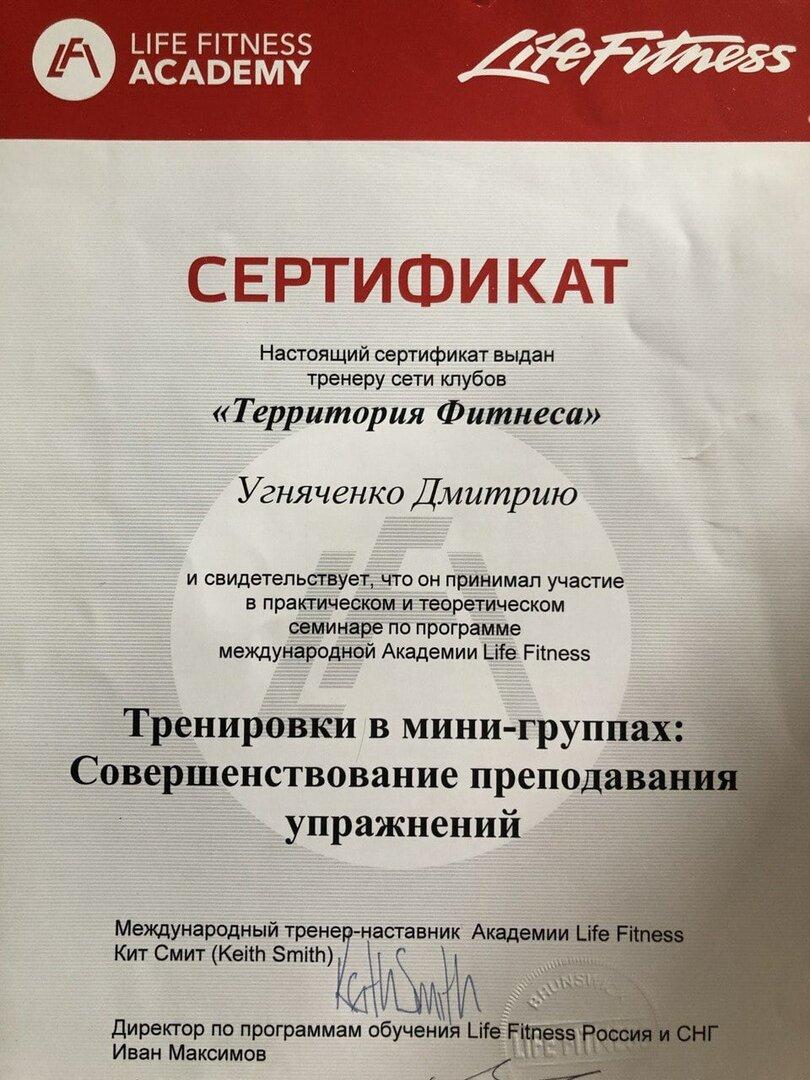 LIFE FITNESS
ACADEMY
LifeFitness
СЕРТИФИКАТ
Настоящий сертификат выдан
тренеру сети клубов
«Территория Фитнеса»
Угняченко Дмитрию
и свидетельствует, что он принимал участие
в практическом и теоретическом
семинаре по программе
международной Академии Life Fitness
Тренировки в мини-группах:
Совершенствование преподавания
упражнений
Международный тренер-наставник Академии Life Fitness
Кит Смит (Keith Smith)
Keith Smith
BRUNSWICK
Директор по программам обучения Life Fitness Россия и СНГ
LIFE FITNESS
Иван Максимов